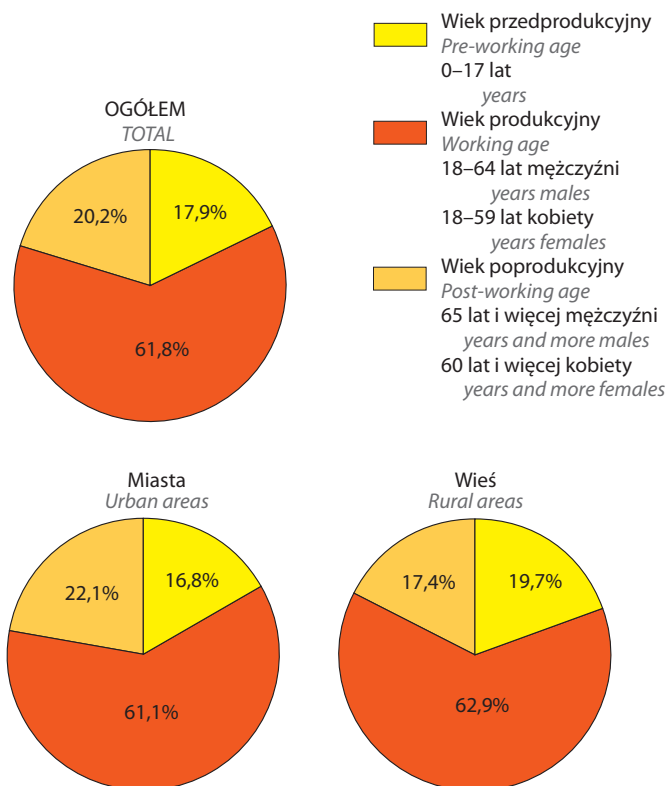 Wiek przedprodukcyjny
Pre-working age
0–17 lat
years
Wiek produkcyjny
Working age
18–64 lat mężczyźni
years males
18–59 lat kobiety
years females
Wiek poprodukcyjny
Post-working age
65 lat i więcej mężczyźni
years and more males
60 lat i więcej kobiety
years and more females
OGÓŁEM
TOTAL
20,2%
17,9%
61,8%
Miasta
Urban areas
22,1%
16,8%
61,1%
Wieś
Rural areas
17,4%
19,7%
62,9%